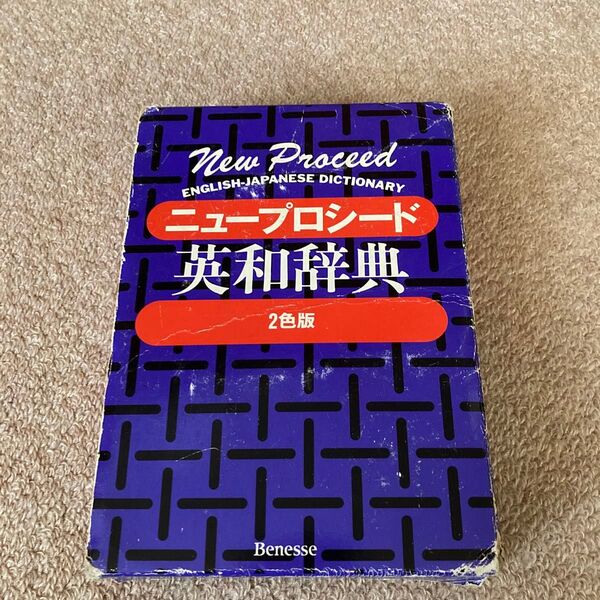 New Proceed
ENGLISH-JAPANESE DICTIONARY
ニュープロシード
英和辞典
2色版
Benesse